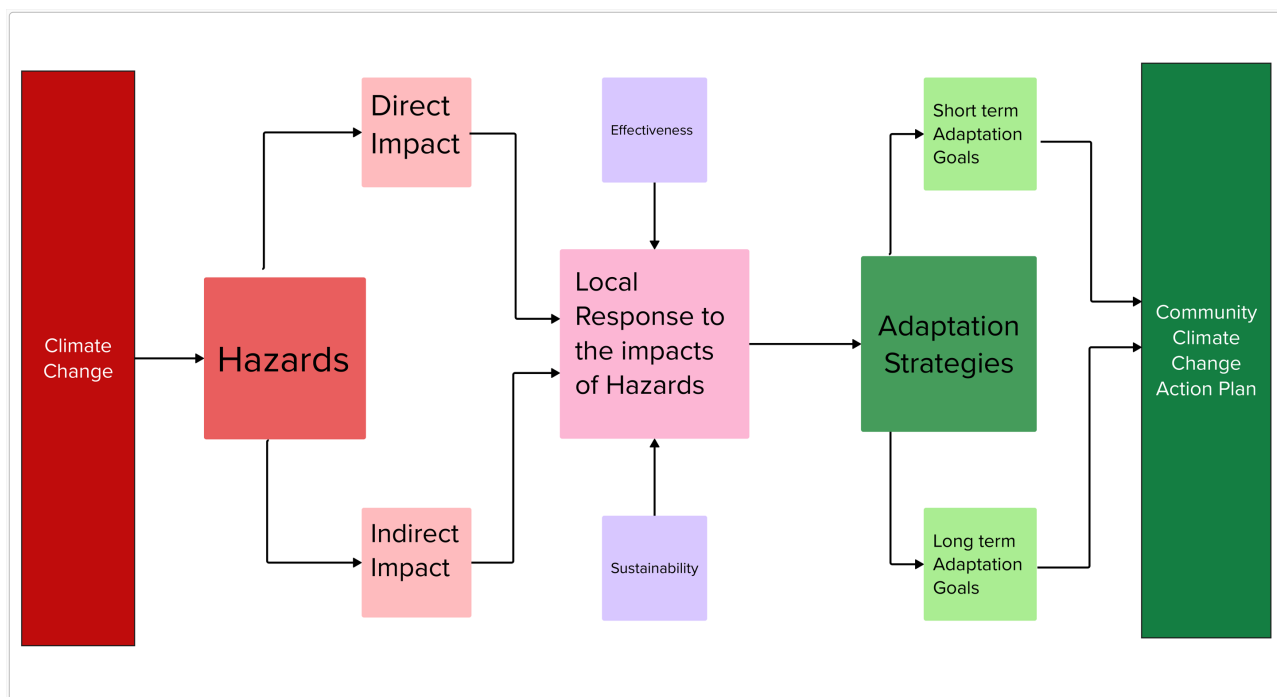 Climate
Change
Hazards
Direct
Impact
Indirect
Impact
Effectiveness
Local
Response to
the impacts
of Hazards
Sustainability
Adaptation
Strategies
Short term
Adaptation
Goals
Long term
Adaptation
Goals
Community
Climate
Change
Action Plan